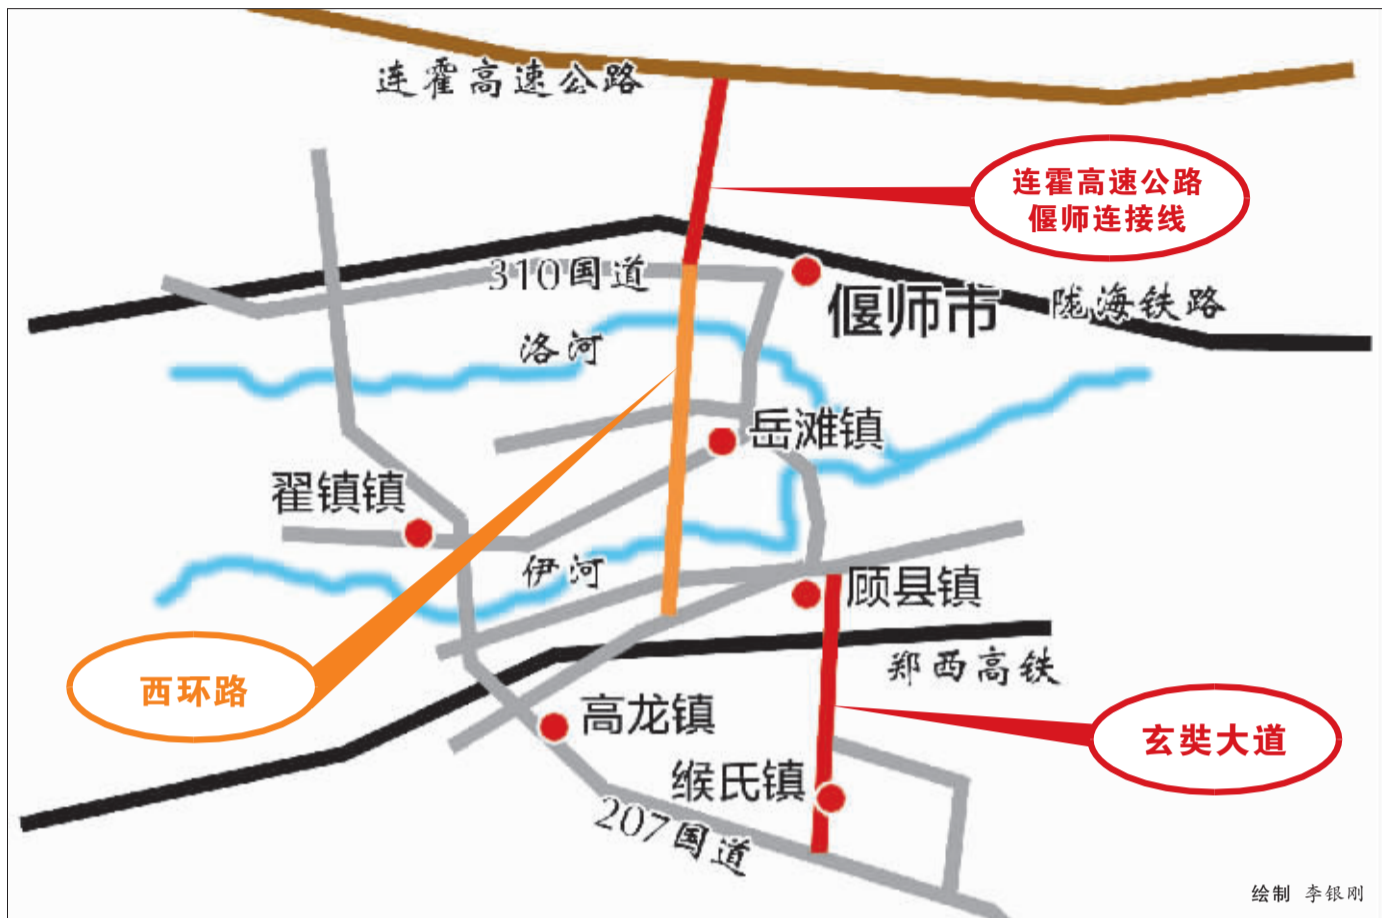 连霍高速公路
连霍高速公路
偃师连接线
310国道
偃师市
陇海铁路
洛河
岳滩镇
翟镇镇
伊河
顾县镇
郑西高铁
西环路
高龙镇
玄奘大道
缑氏镇
207国道
绘制 李银刚